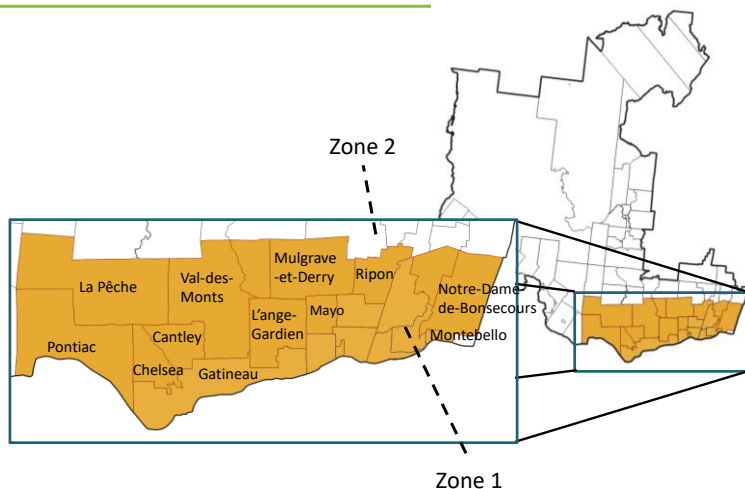 Zone 2
La Pêche
Val-des-
Monts
Mulgrave
-et-Derry
Ripon
Notre-Dame
de-Bonsecours
L'ange-
Gardien
Mayo
Cantley
Pontiac
Chelsea
Gatineau
Montebello
Zone 1